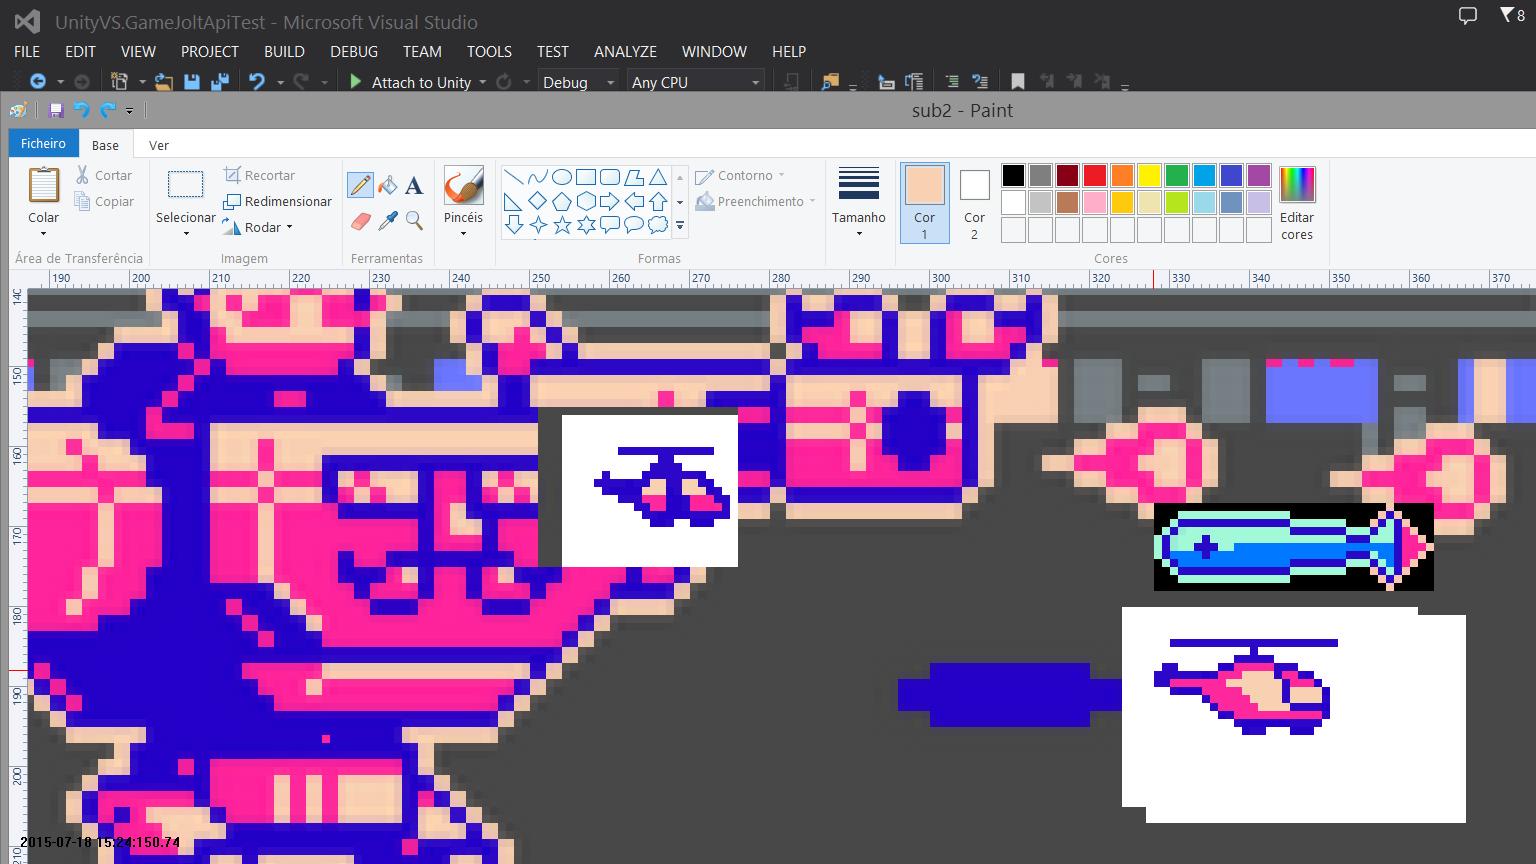 UnityVS.GameJoltApiTest - Microsoft Visual Studio
8
FILE EDIT VIEW PROJECT BUILD DEBUG TEAM TOOLS TEST ANALYZE WINDOW HELP
Attach to Unity Debug Any CPU
sub2 - Paint
Ficheiro Base Ver
Colar Cortar Copiar
Área de Transferência
Selecionar Recortar Redimensionar Rodar
Imagem
A
Ferramentas
Pincéis
Contorno
Preenchimento
Formas
Tamanho
Cor 1
Cor 2
Editar cores
Cores
190 200 210 220 230 240 250 260 270 280 290 300 310 320 330 340 350 360 370
140
150
160
170
180
190
200
210
2015-07-18 15:24:150.74